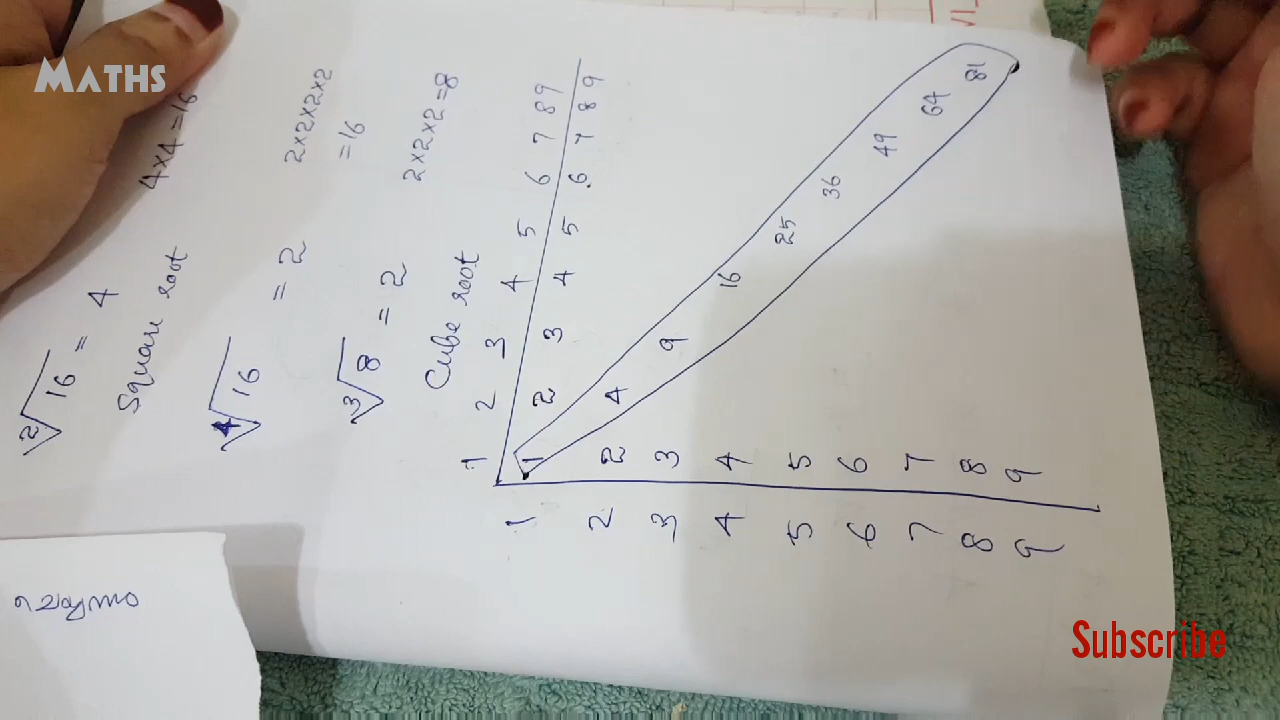 MATHS
²√16 = 4
4×4=16
Square root
⁴√16 = 2
2×2×2×2
=16
³√8 = 2
2×2×2=8
Cube root
1 2 3 4 5 6 7 8 9
1 1 2 3 4 5 6 7 8 9
2 2 4
3 3 9
4 4 16
5 5 25
6 6 36
7 7 49
8 8 64
9 9 81
VI
Subscribe